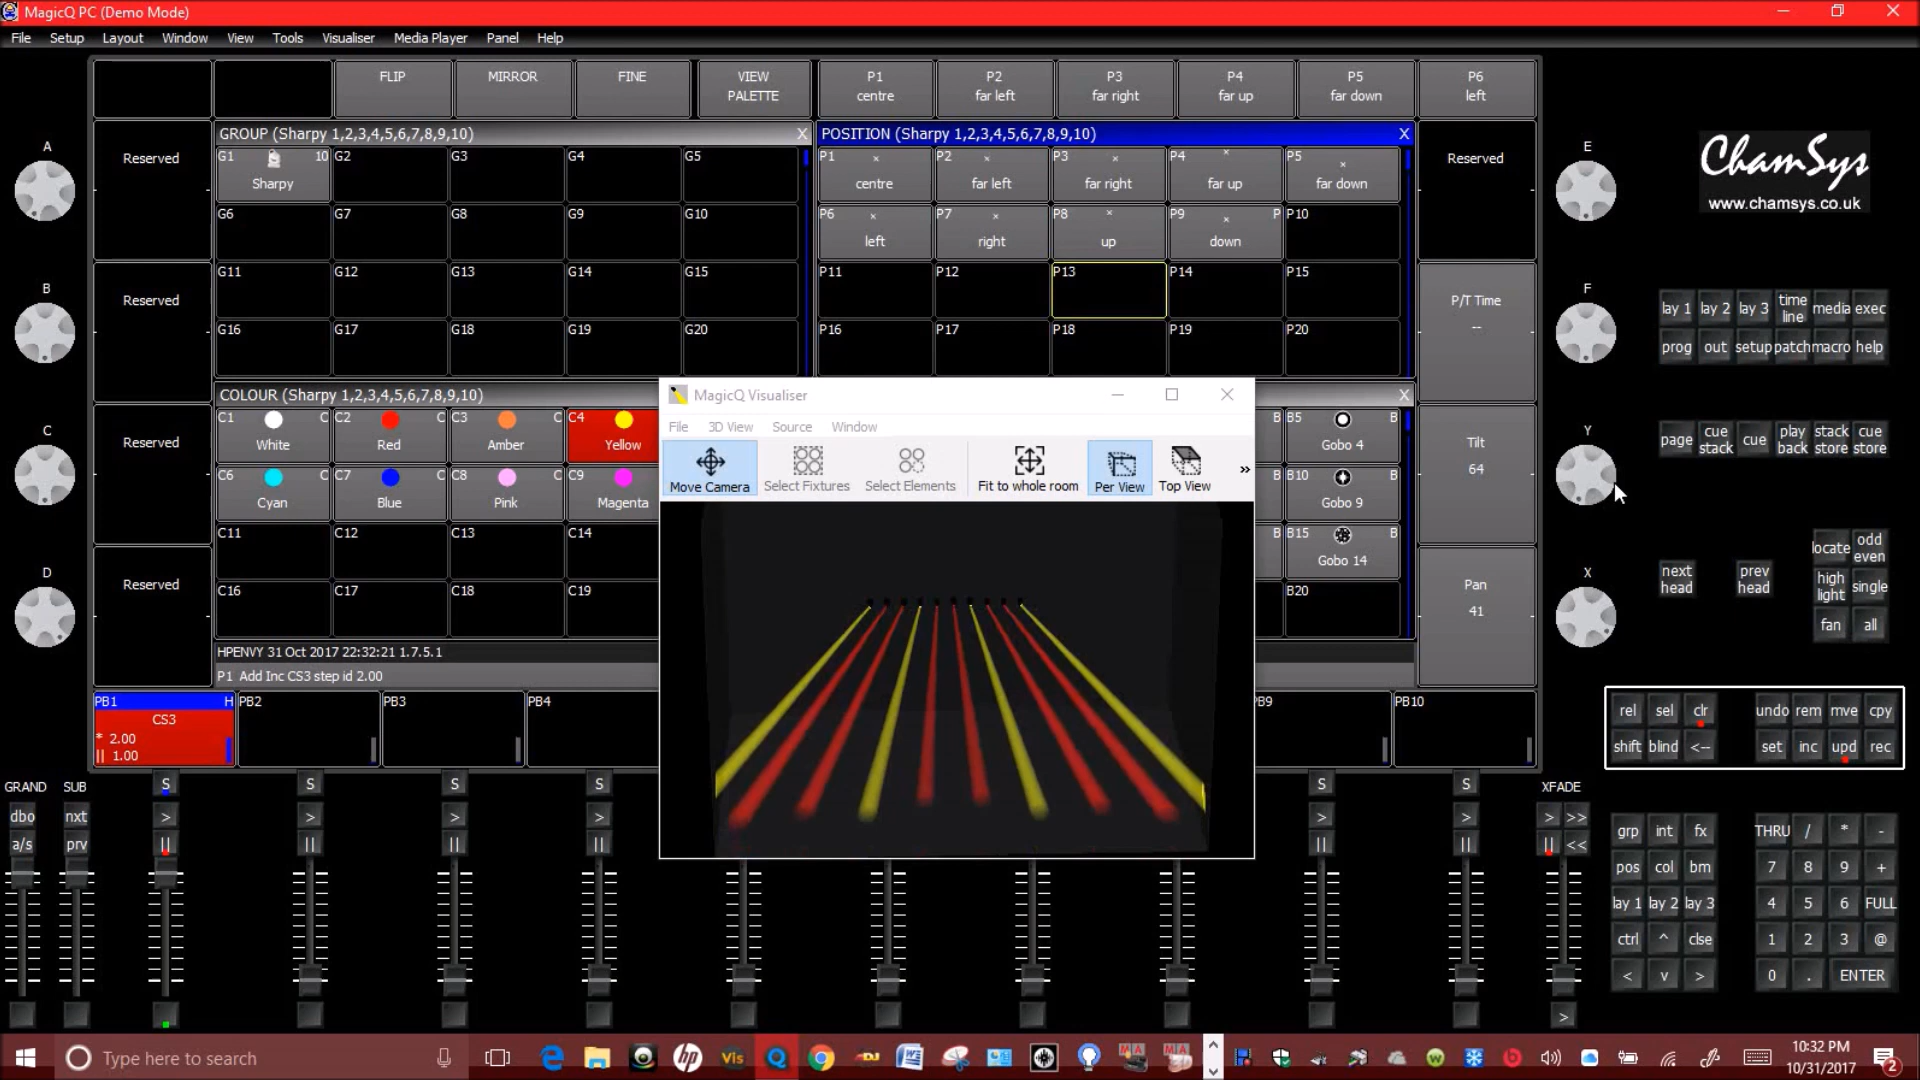 MagicQ PC (Demo Mode)
File Setup Layout Window View Tools Visualiser Media Player Panel Help
FLIP MIRROR FINE VIEW PALETTE P1 centre P2 far left P3 far right P4 far up P5 far down P6 left
GROUP (Sharpy 1,2,3,4,5,6,7,8,9,10) X
POSITION (Sharpy 1,2,3,4,5,6,7,8,9,10) X
A Reserved
G1 10 Sharpy G2 G3 G4 G5
P1 centre P2 far left P3 far right P4 far up P5 far down
Reserved E
ChamSys
www.chamsys.co.uk
G6 G7 G8 G9 G10
P6 left P7 right P8 up P9 P down P10
B Reserved
G11 G12 G13 G14 G15
P11 P12 P13 P14 P15
P/T Time
--
F
lay 1 lay 2 lay 3 time line media exec
G16 G17 G18 G19 G20
P16 P17 P18 P19 P20
prog out setup patch macro help
COLOUR (Sharpy 1,2,3,4,5,6,7,8,9,10)
X
MagicQ Visualiser
File 3D View Source Window
Move Camera Select Fixtures Select Elements Fit to whole room Per View Top View »
C Reserved
C1 C White C2 C Red C3 C Amber C4 Yellow
B B5 B Gobo 4
Tilt
64
Y
page cue stack cue play back stack store cue store
C6 C Cyan C7 C Blue C8 C Pink C9 Magenta
B B10 B Gobo 9
C11 C12 C13 C14
B B15 B Gobo 14
D Reserved
C16 C17 C18 C19
B20
Pan
41
X
next head prev head locate odd even
high light single
fan all
HPENVY 31 Oct 2017 22:32:21 1.7.5.1
P1 Add Inc CS3 step id 2.00
PB1 H PB2 PB3 PB4 PB9 PB10
CS3
* 2.00
|| 1.00
rel sel clr undo rem mve cpy
shift blind <-- set inc upd rec
GRAND SUB S S S S S S XFADE
dbo nxt > > > > > > > >>
a/s prv || || || || || || || <<
grp int fx THRU / * -
pos col bm 7 8 9 +
lay 1 lay 2 lay 3 4 5 6 FULL
ctrl ^ clse 1 2 3 @
< v > 0 . ENTER
>
Type here to search
hp Vis Q DJ W
10:32 PM
10/31/2017
2